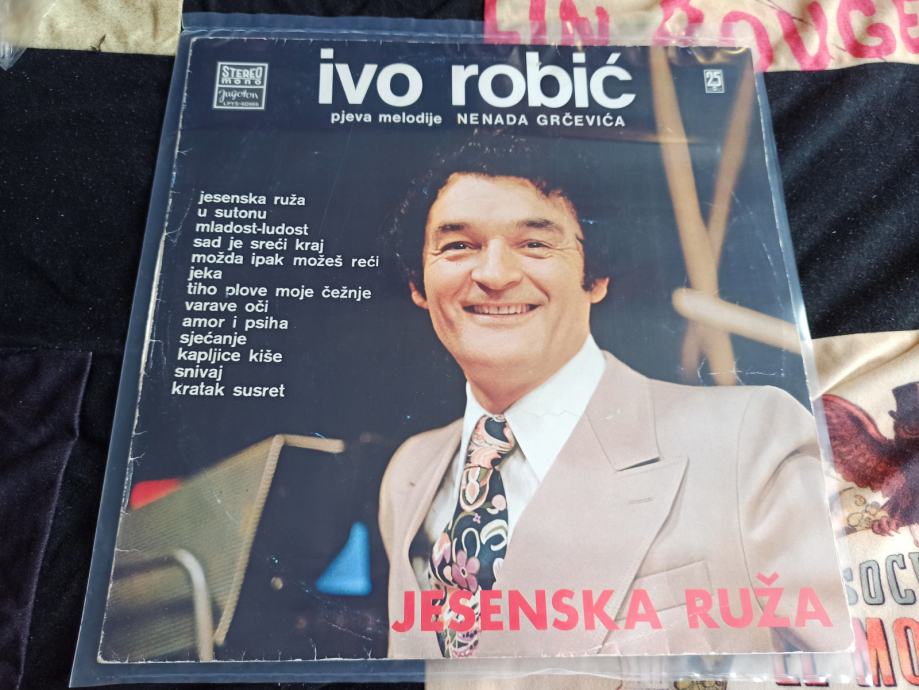 IN ROUGE
STEREO
mono
Jugoton
ivo robić
pjeva melodije NENADA GRČEVIĆA
25
jesenska ruža
u sutonu
mladost-ludost
sad je sreći kraj
možda ipak možeš reći
jeka
tiho plove moje čežnje
varave oči
amor i psiha
sjećanje
kapljice kiše
snivaj
kratak susret
JESENSKA RUŽA